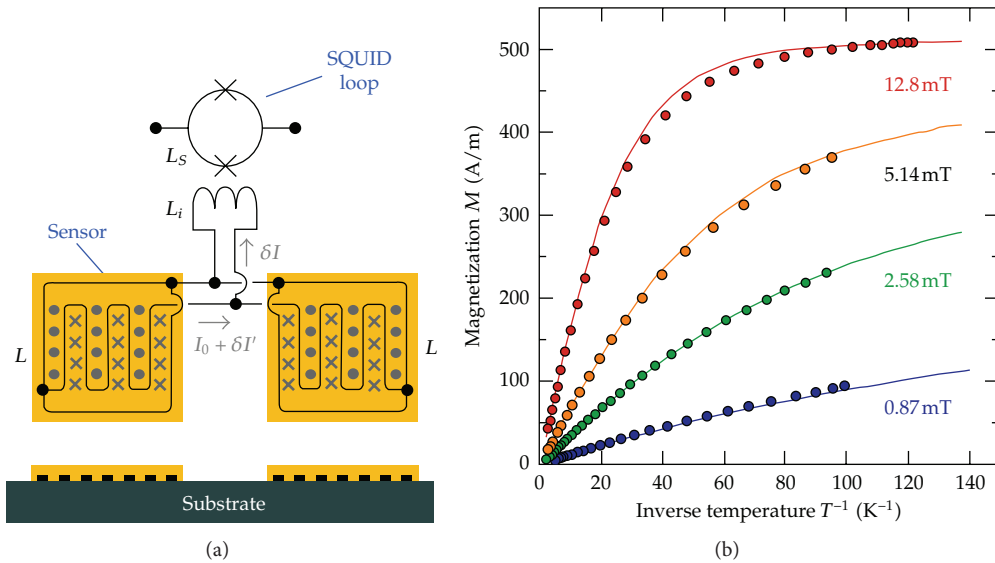 SQUID
loop
L_S
L_i
Sensor
δI
I_0 + δI′
L
L
Substrate
(a)
Magnetization M (A/m)
500
400
300
200
100
0
12.8 mT
5.14 mT
2.58 mT
0.87 mT
0 20 40 60 80 100 120 140
Inverse temperature T⁻¹ (K⁻¹)
(b)